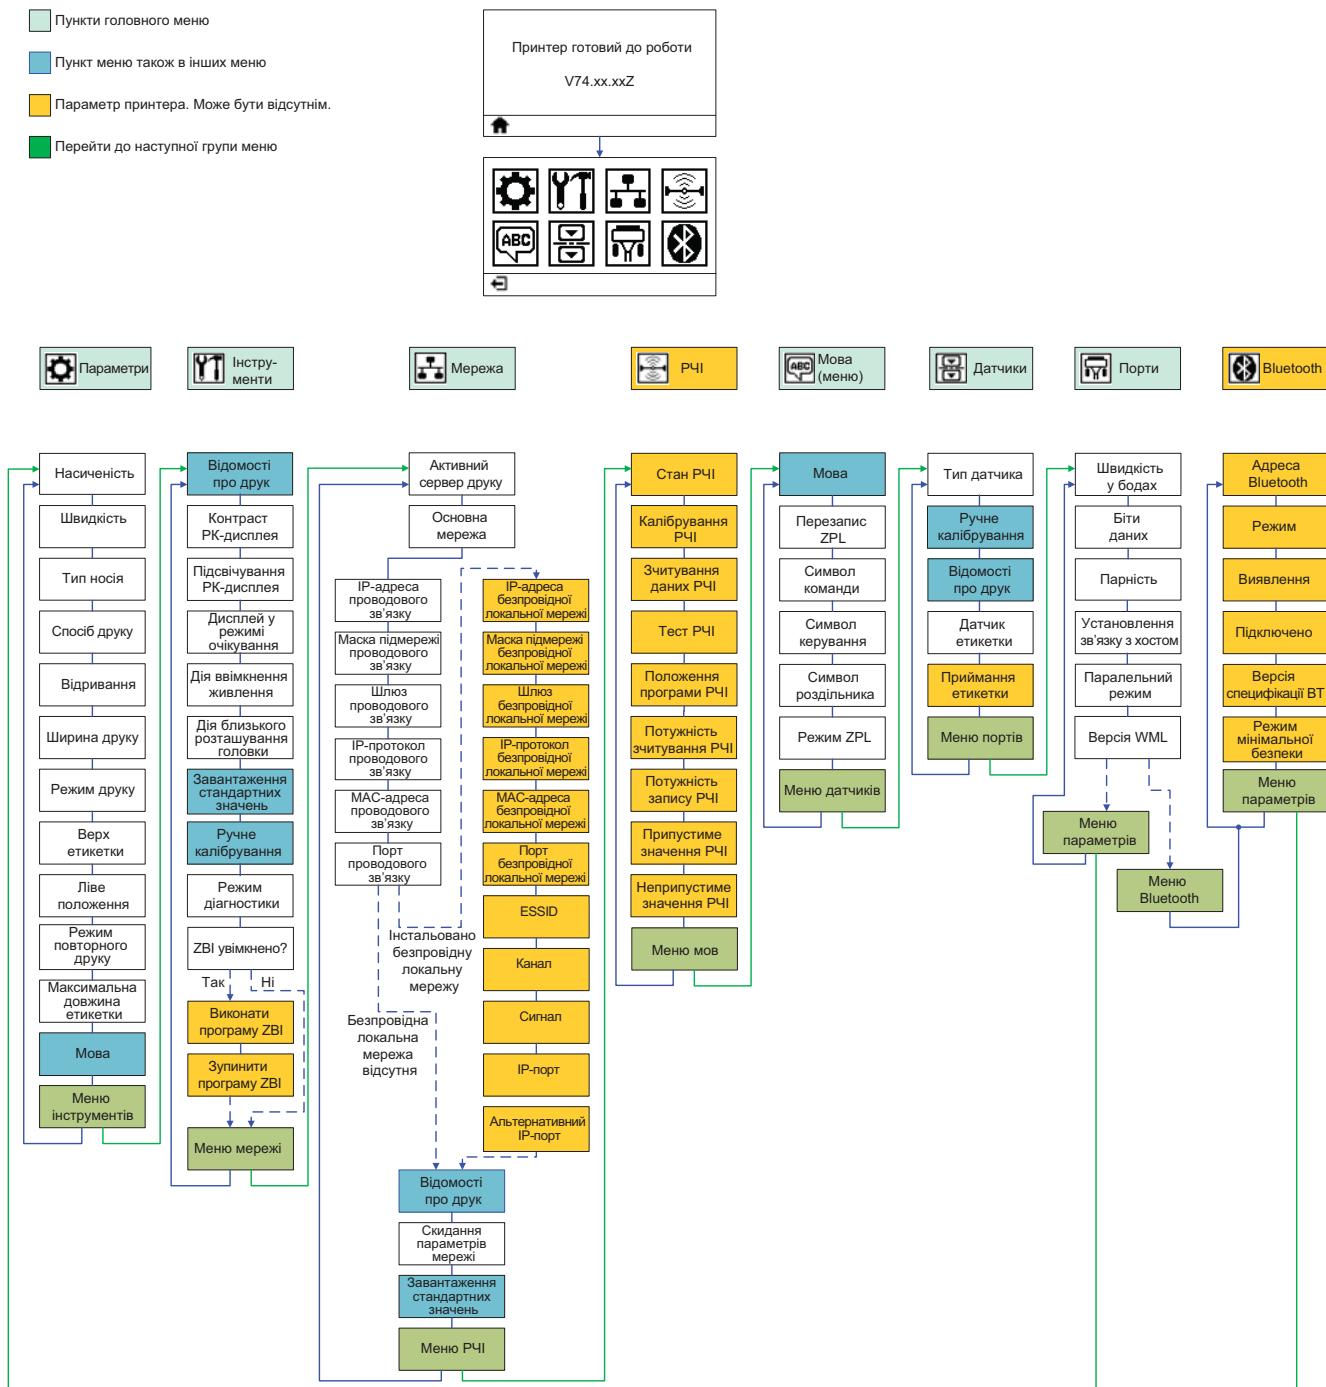 Пункти головного меню
Пункт меню також в інших меню
Параметр принтера. Може бути відсутнім.
Перейти до наступної групи меню
Принтер готовий до роботи
V74.xx.xxZ
ABC
Параметри
Інстру-
менти
Мережа
РЧІ
ABC
Мова
(меню)
Датчики
Порти
Bluetooth
Насиченість
Швидкість
Тип носія
Спосіб друку
Відривання
Ширина друку
Режим друку
Верх
етикетки
Ліве
положення
Режим
повторного
друку
Максимальна
довжина
етикетки
Мова
Меню
інструментів
Відомості
про друк
Контраст
РК-дисплея
Підсвічування
РК-дисплея
Дисплей у
режимі
очікування
Дія ввімкнення
живлення
Дія близького
розташування
головки
Завантаження
стандартних
значень
Ручне
калібрування
Режим
діагностики
ZBI увімкнено?
Так
Ні
Виконати
програму ZBI
Зупинити
програму ZBI
Меню мережі
Активний
сервер друку
Основна
мережа
IP-адреса
проводового
зв’язку
Маска підмережі
проводового
зв’язку
Шлюз
проводового
зв’язку
IP-протокол
проводового
зв’язку
MAC-адреса
проводового
зв’язку
Порт
проводового
зв’язку
Інстальовано
безпровідну
локальну
мережу
Безпровідна
локальна
мережа
відсутня
IP-адреса
безпровідної
локальної мережі
Маска підмережі
безпровідної
локальної мережі
Шлюз
безпровідної
локальної мережі
IP-протокол
безпровідної
локальної мережі
MAC-адреса
безпровідної
локальної мережі
Порт
безпровідної
локальної мережі
ESSID
Канал
Сигнал
IP-порт
Альтернативний
IP-порт
Відомості
про друк
Скидання
параметрів
мережі
Завантаження
стандартних
значень
Меню РЧІ
Стан РЧІ
Калібрування
РЧІ
Зчитування
даних РЧІ
Тест РЧІ
Положення
програми РЧІ
Потужність
зчитування РЧІ
Потужність
запису РЧІ
Припустиме
значення РЧІ
Неприпустиме
значення РЧІ
Меню мов
Мова
Перезапис
ZPL
Символ
команди
Символ
керування
Символ
роздільника
Режим ZPL
Меню датчиків
Тип датчика
Ручне
калібрування
Відомості
про друк
Датчик
етикетки
Приймання
етикетки
Меню портів
Швидкість
у бодах
Біти
даних
Парність
Установлення
зв’язку з хостом
Паралельний
режим
Версія WML
Меню
параметрів
Меню
Bluetooth
Адреса
Bluetooth
Режим
Виявлення
Підключено
Версія
специфікації BT
Режим
мінімальної
безпеки
Меню
параметрів